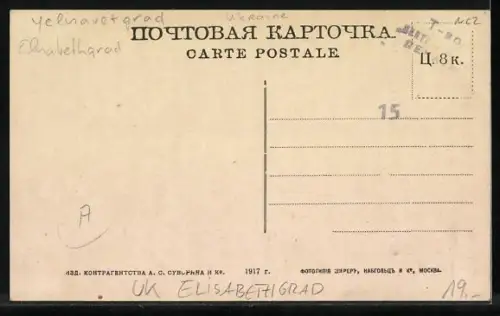 Yelisavetgrad
Ukraine
Elisabethgrad
ПОЧТОВАЯ КАРТОЧКА.
CARTE POSTALE
Ц. 8 к.
15
A
ИЗД. КОНТРАГЕНТСТВА А. С. СУВОРИНА И Ко. 1917 г. ФОТОТИПІЯ ШЕРЕРЪ, НАБГОЛЬЦЪ И Ко, МОСКВА.
UK ELISABETHGRAD
19,-